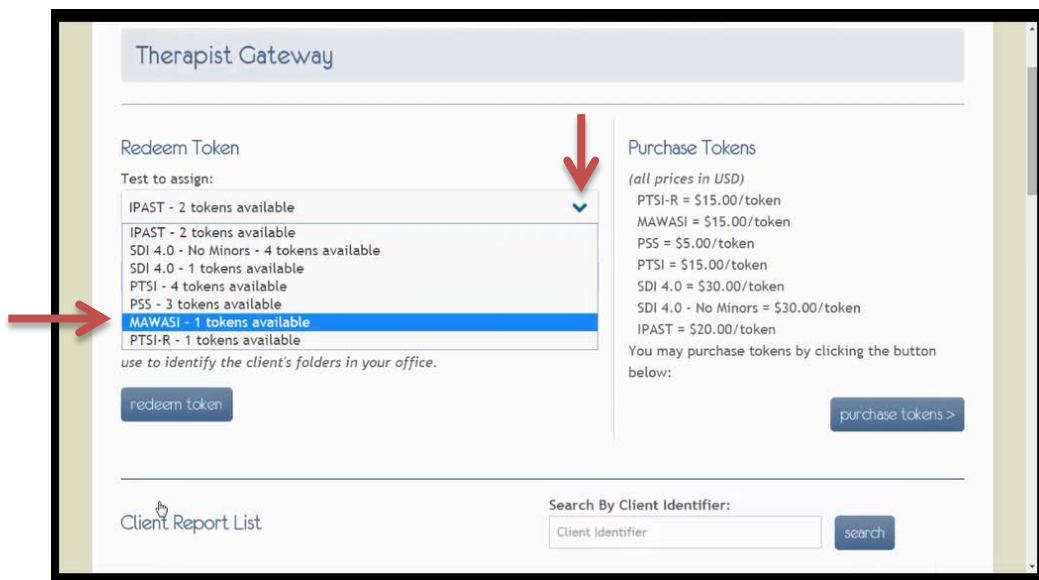 Therapist Gateway
Redeem Token
Test to assign:
IPAST - 2 tokens available
IPAST - 2 tokens available
SDI 4.0 - No Minors - 4 tokens available
SDI 4.0 - 1 tokens available
PTSI - 4 tokens available
PSS - 3 tokens available
MAWASI - 1 tokens available
PTSI-R - 1 tokens available
use to identify the client's folders in your office.
redeem token
Purchase Tokens
(all prices in USD)
PTSI-R = $15.00/token
MAWASI = $15.00/token
PSS = $5.00/token
PTSI = $15.00/token
SDI 4.0 = $30.00/token
SDI 4.0 - No Minors = $30.00/token
IPAST = $20.00/token
You may purchase tokens by clicking the button
below:
purchase tokens >
Client Report List
Search By Client Identifier:
Client Identifier
search